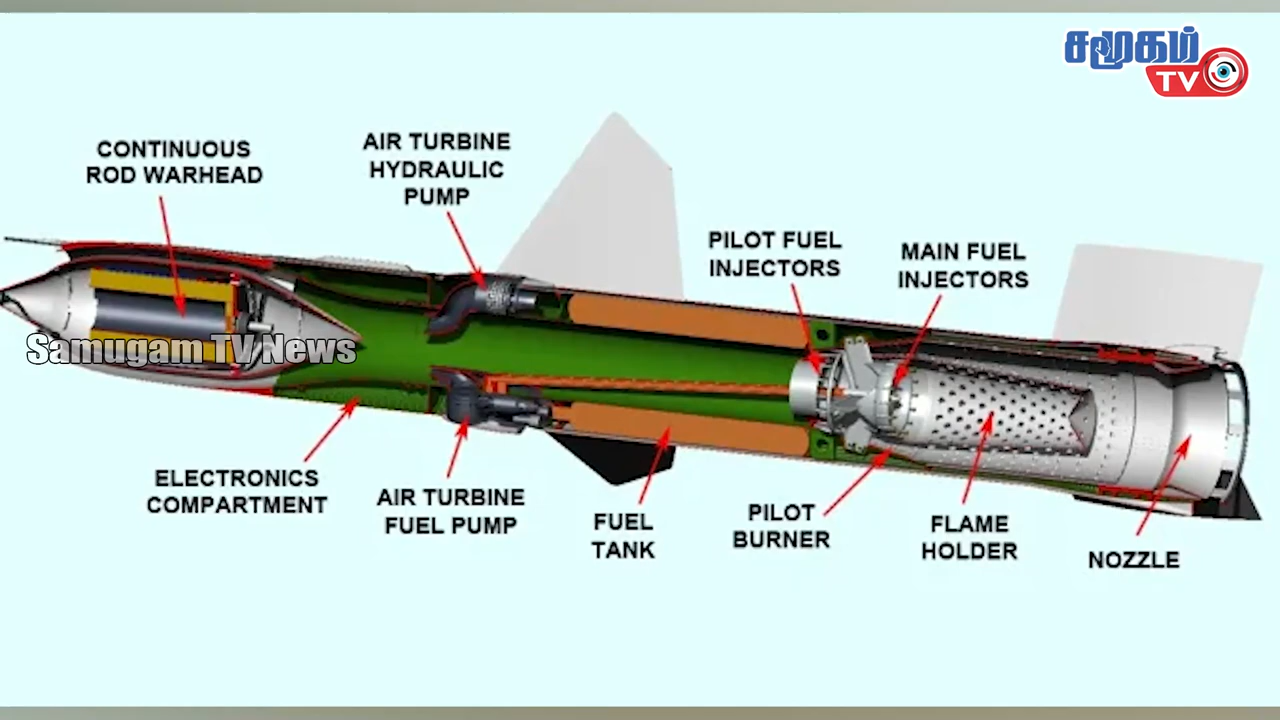 சமூகம்
TV
CONTINUOUS
ROD WARHEAD
AIR TURBINE
HYDRAULIC
PUMP
PILOT FUEL
INJECTORS
MAIN FUEL
INJECTORS
Samugam TV News
ELECTRONICS
COMPARTMENT
AIR TURBINE
FUEL PUMP
FUEL
TANK
PILOT
BURNER
FLAME
HOLDER
NOZZLE